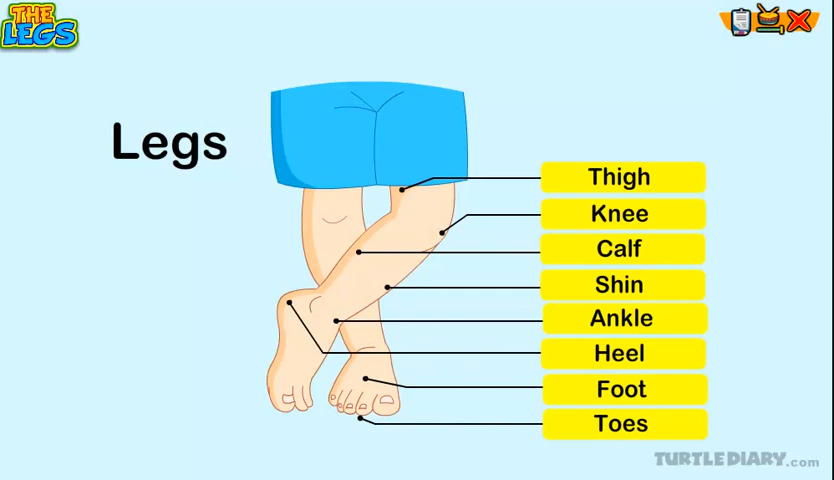 THE
LEGS
Legs
Thigh
Knee
Calf
Shin
Ankle
Heel
Foot
Toes
TURTLEDIARY.com